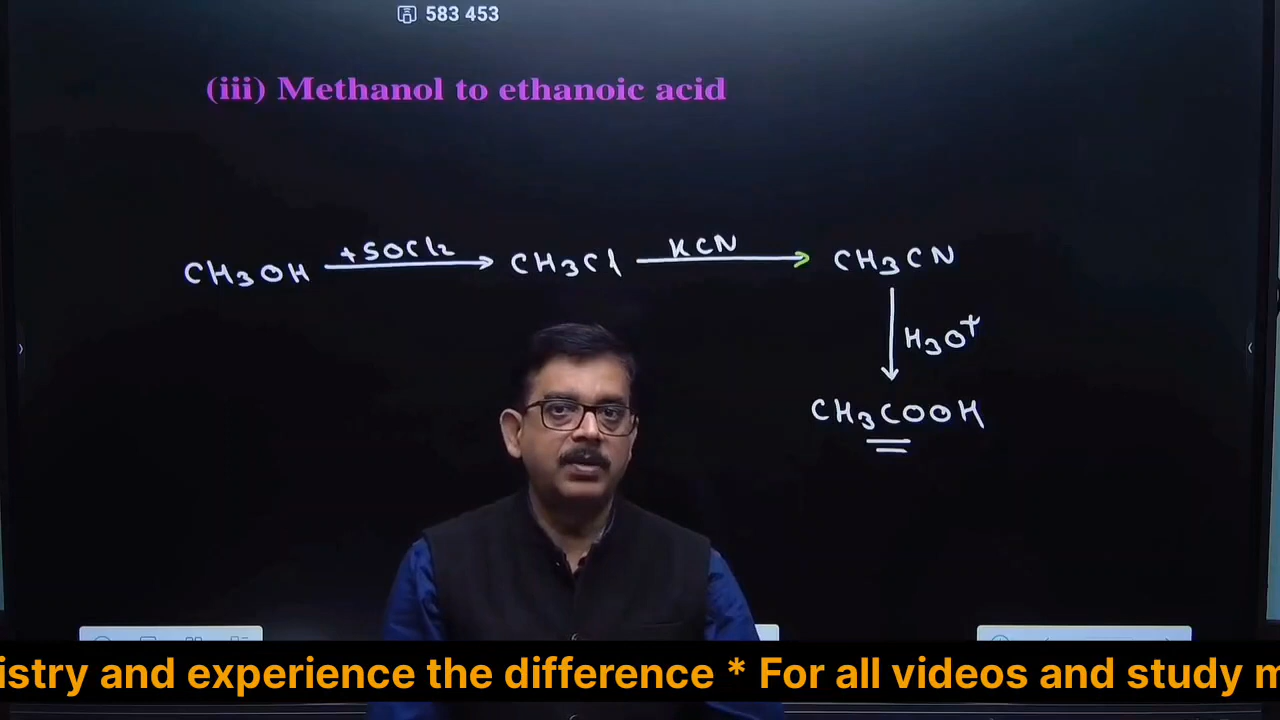 583 453
(iii) Methanol to ethanoic acid
CH3OH +SOCl2 CH3Cl KCN CH3CN
H3O+
CH3COOH
istry and experience the difference * For all videos and study m